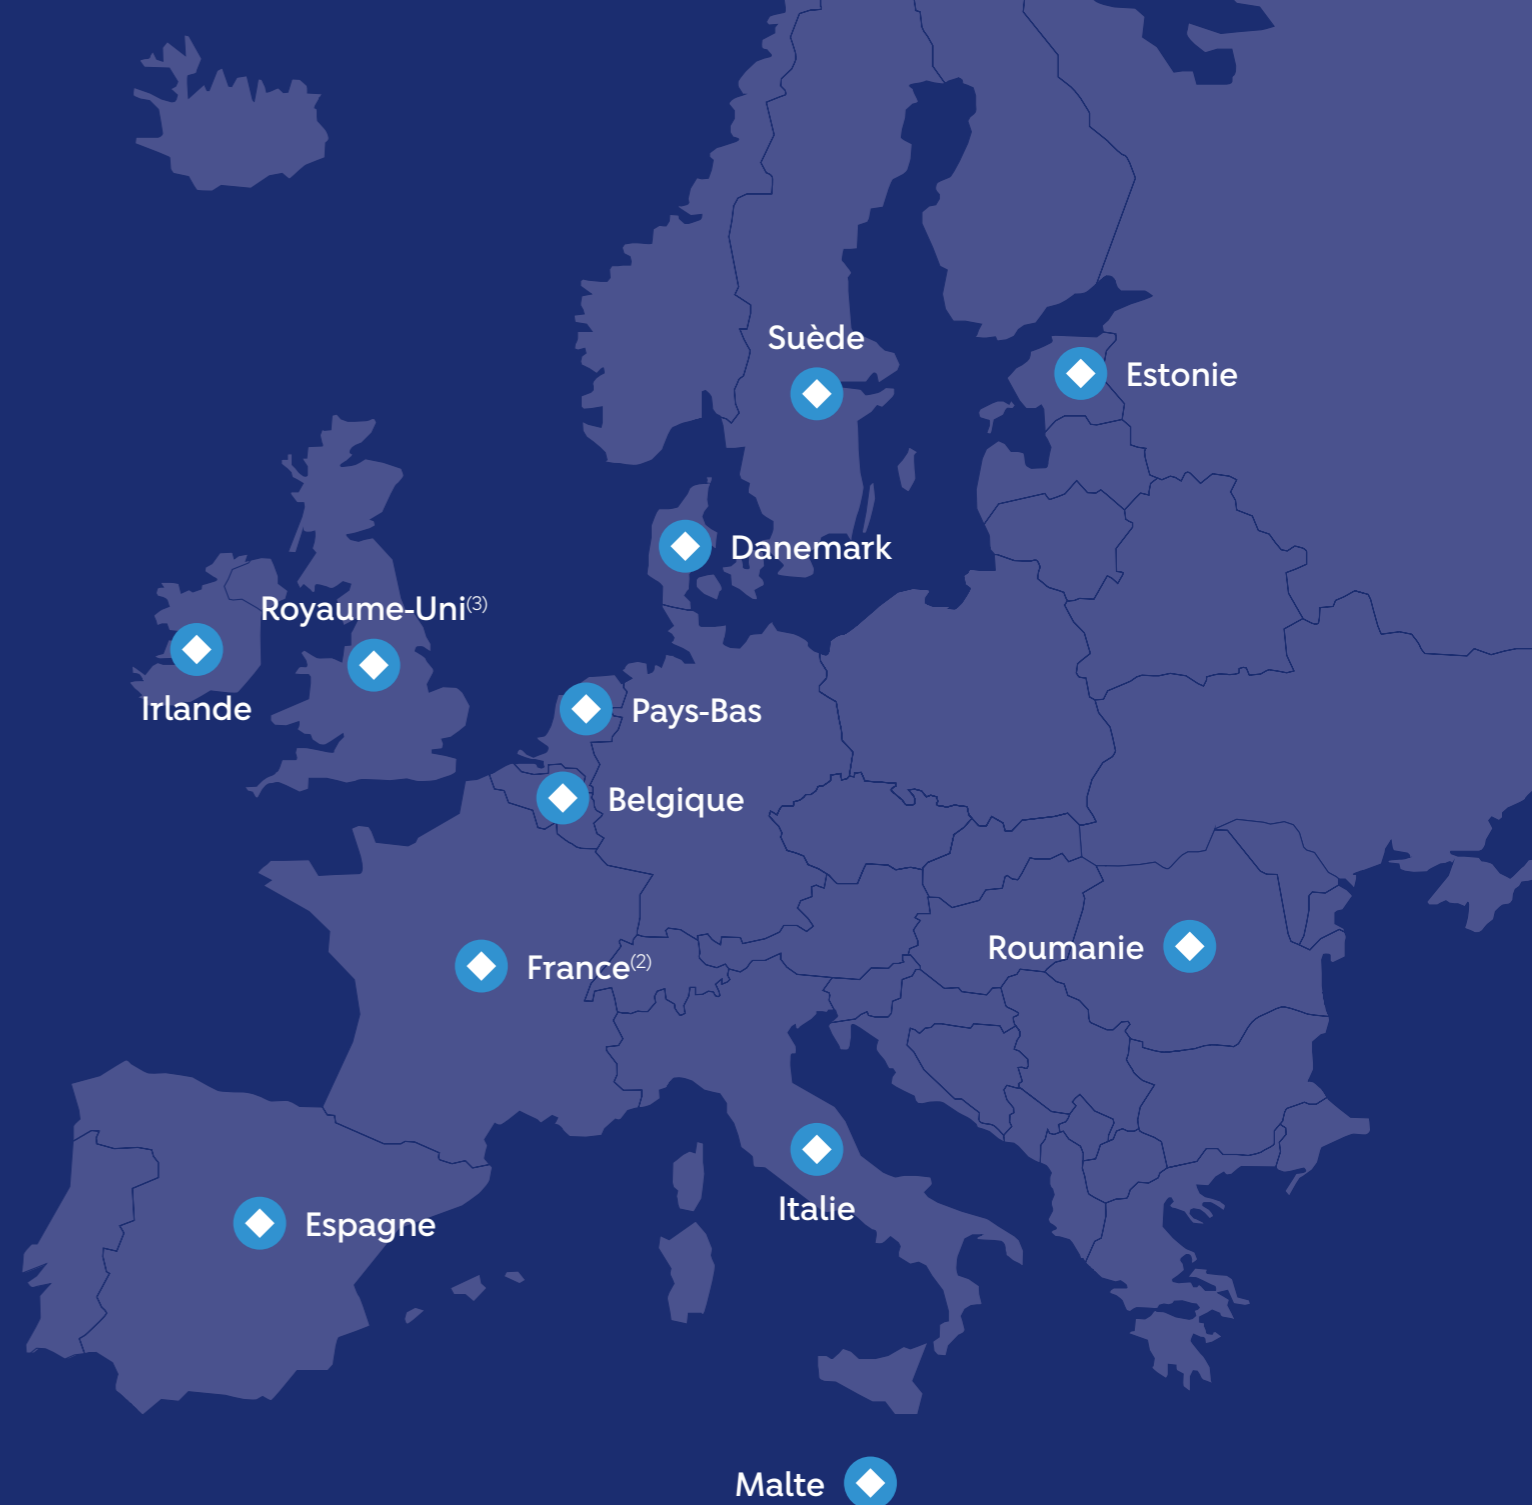 Suède
Estonie
Danemark
Royaume-Uni(3)
Irlande
Pays-Bas
Belgique
Roumanie
France(2)
Italie
Espagne
Malte